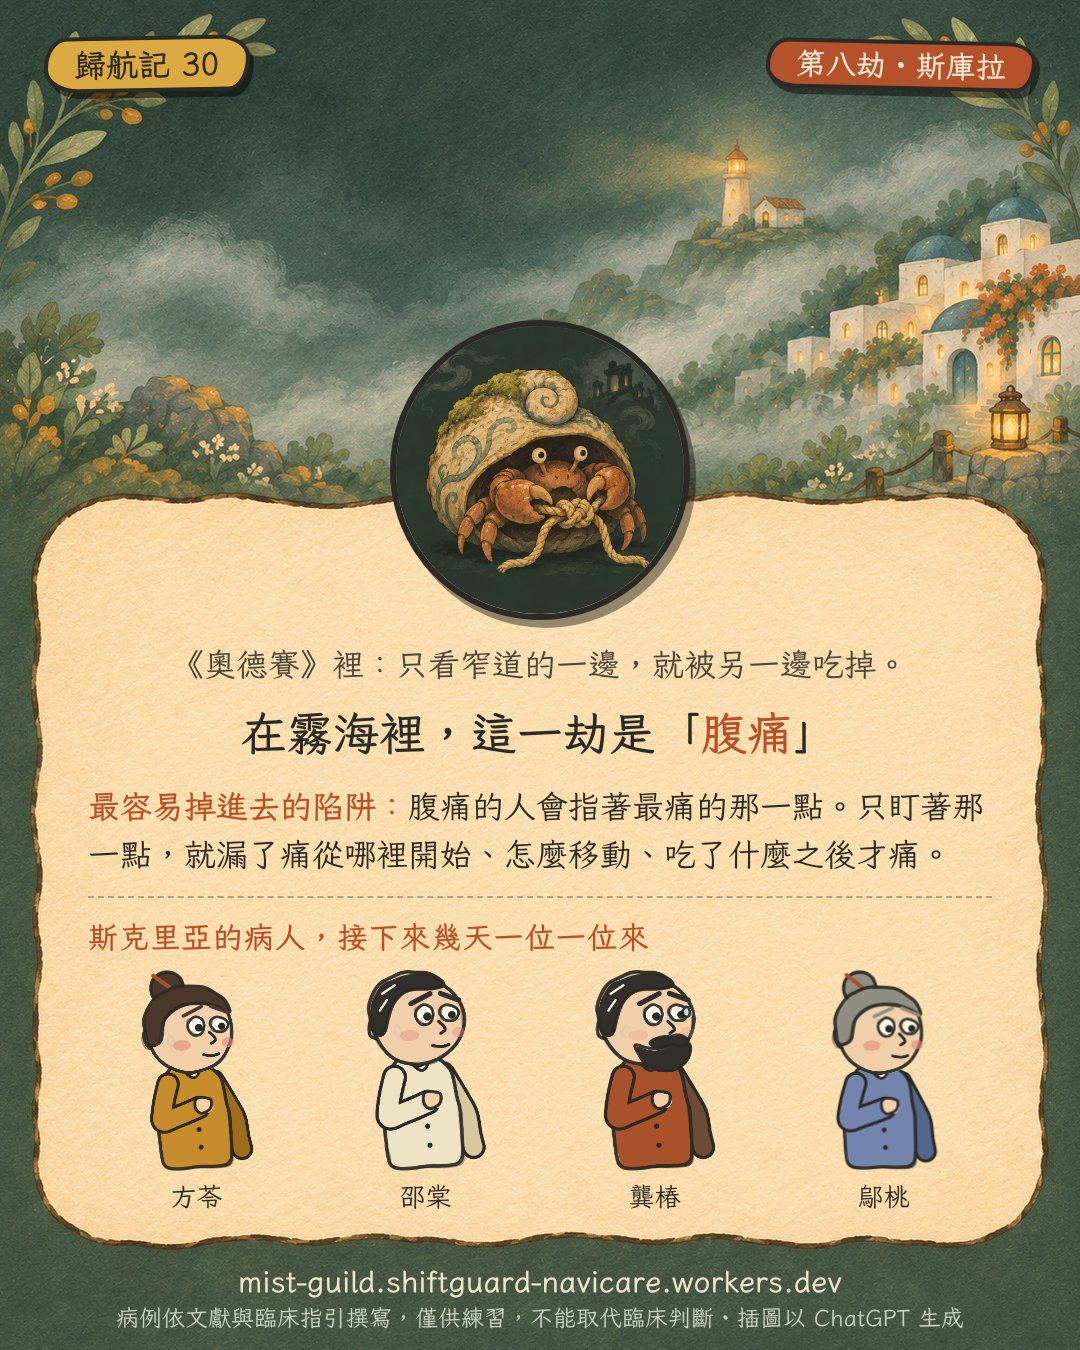 歸航記 30
第八劫・斯庫拉
《奧德賽》裡：只看窄道的一邊，就被另一邊吃掉。
在霧海裡，這一劫是「腹痛」
最容易掉進去的陷阱：腹痛的人會指著最痛的那一點。只盯著那
一點，就漏了痛從哪裡開始、怎麼移動、吃了什麼之後才痛。
斯克里亞的病人，接下來幾天一位一位來
方苓
邵棠
龔椿
鄔桃
mist-guild.shiftguard-navicare.workers.dev
病例依文獻與臨床指引撰寫，僅供練習，不能取代臨床判斷・插圖以 ChatGPT 生成